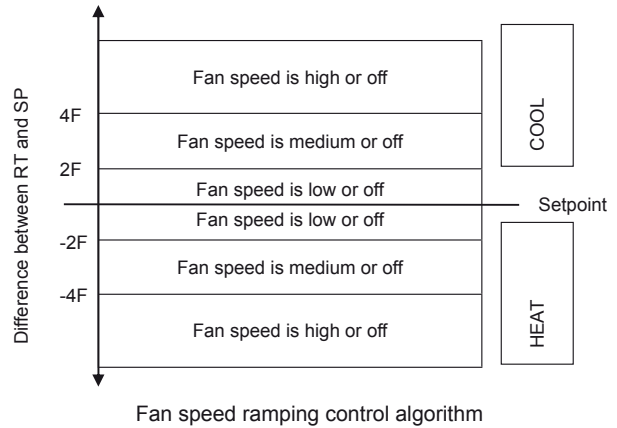 Difference between RT and SP
Fan speed is high or off
4F
Fan speed is medium or off
2F
Fan speed is low or off
Setpoint
Fan speed is low or off
-2F
Fan speed is medium or off
-4F
Fan speed is high or off
COOL
HEAT
Fan speed ramping control algorithm